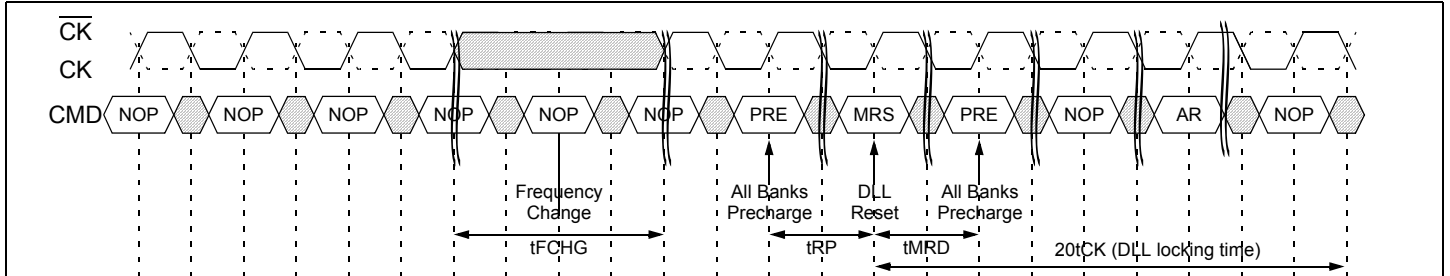 CK
CK
CMD NOP NOP NOP NOP NOP NOP PRE MRS PRE NOP AR NOP
Frequency Change
All Banks Precharge
DLL Reset
All Banks Precharge
tFCHG
tRP
tMRD
20tCK (DLL locking time)